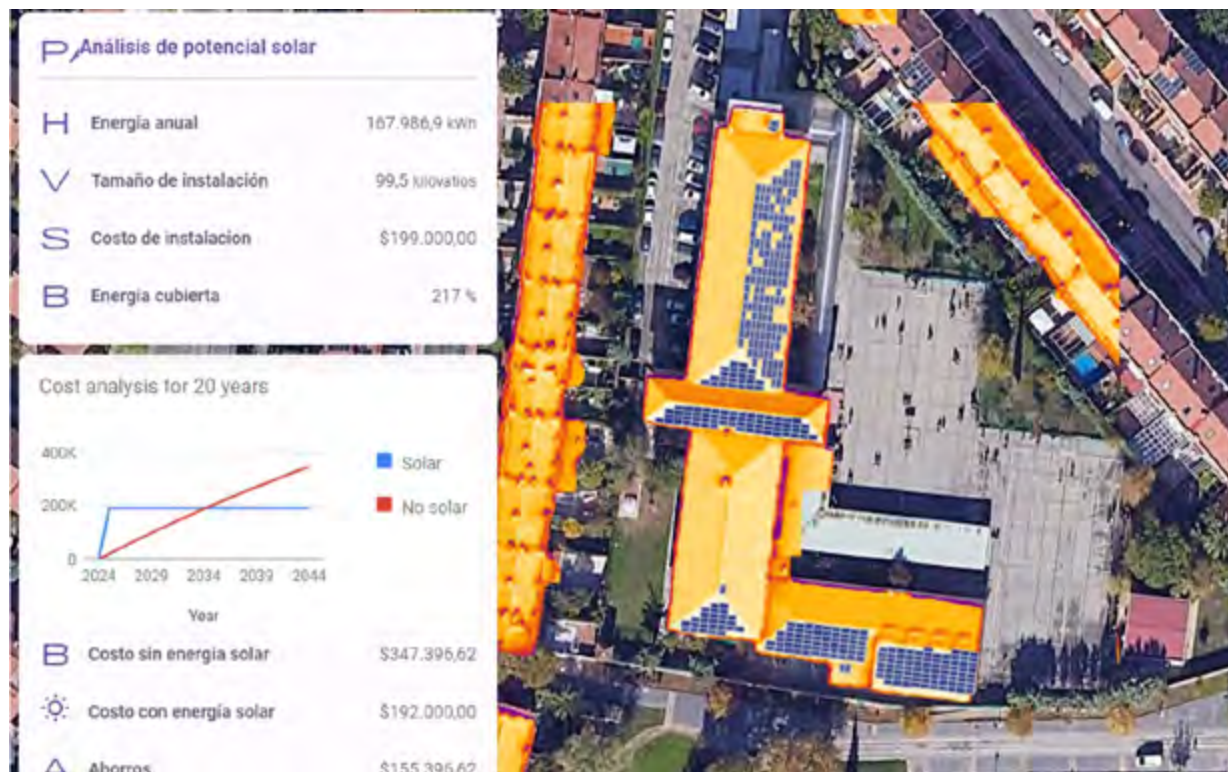 Análisis de potencial solar
H Energia anual 167.986,9 kWh
V Tamaño de instalación 99,5 kilovatios
S Costo de instalacion $199.000,00
B Energia cubierta 217 %
Cost analysis for 20 years
400K
200K
0
2024 2029 2034 2039 2044
Year
Solar
No solar
B Costo sin energia solar $347.396,62
Costo con energía solar $192.000,00
Ahorros $155.396,62